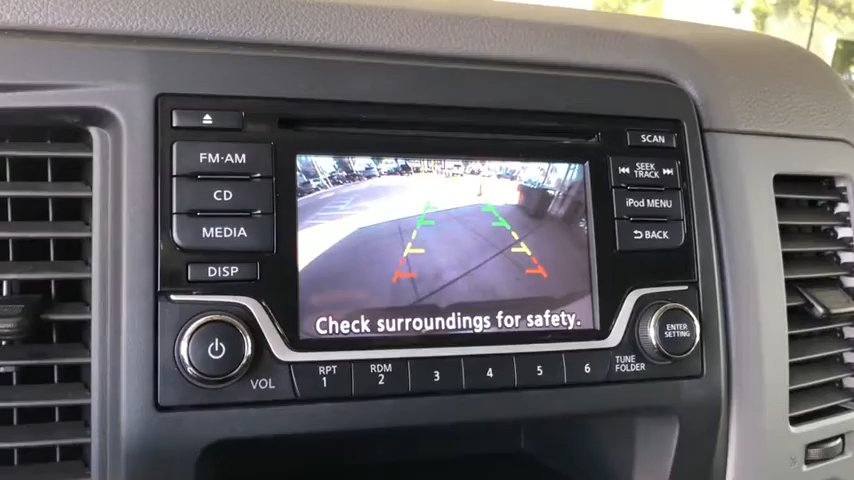 FM·AM
CD
MEDIA
DISP
SCAN
SEEK
TRACK
iPod MENU
BACK
Check surroundings for safety.
VOL
RPT
1
RDM
2
3
4
5
6
TUNE
FOLDER
ENTER
SETTING